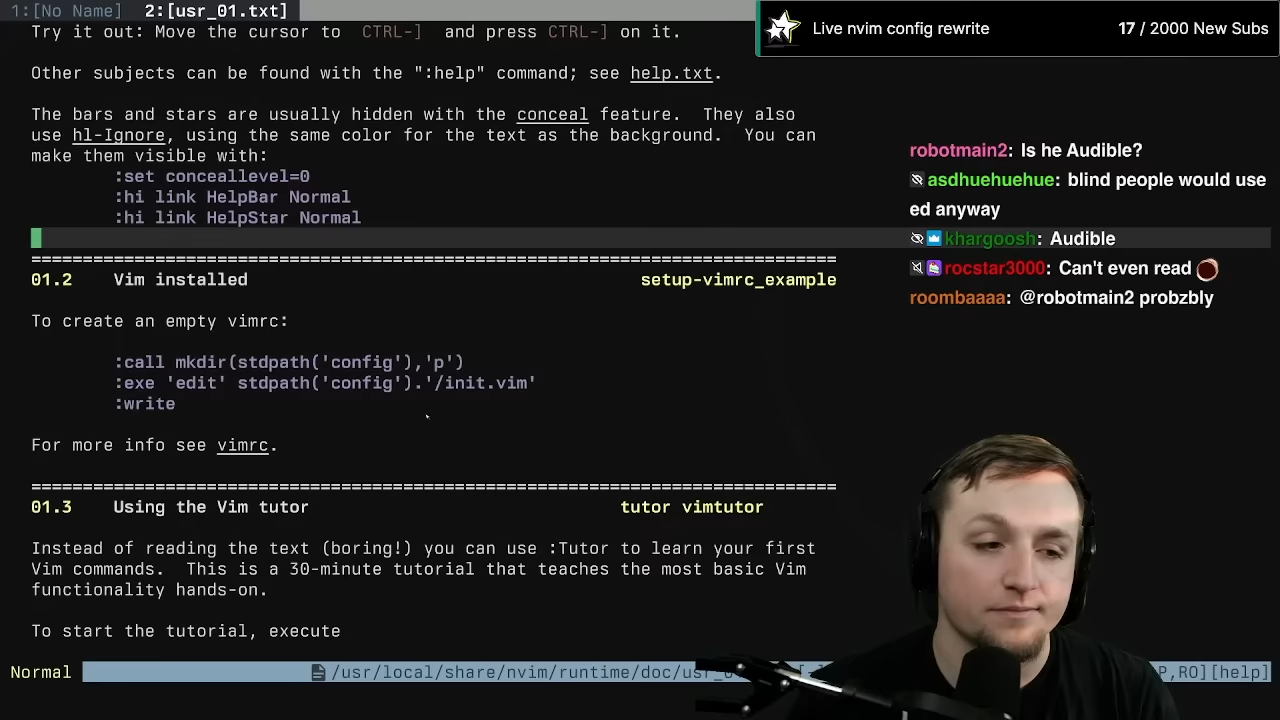 1:[No Name] 2:[usr_01.txt]
Live nvim config rewrite 17 / 2000 New Subs
Try it out: Move the cursor to CTRL-] and press CTRL-] on it.
Other subjects can be found with the ":help" command; see help.txt.
The bars and stars are usually hidden with the conceal feature. They also
use hl-Ignore, using the same color for the text as the background. You can
make them visible with:
:set conceallevel=0
:hi link HelpBar Normal
:hi link HelpStar Normal
================================================================================
01.2 Vim installed setup-vimrc_example
To create an empty vimrc:
:call mkdir(stdpath('config'),'p')
:exe 'edit' stdpath('config').'/init.vim'
:write
For more info see vimrc.
================================================================================
01.3 Using the Vim tutor tutor vimtutor
Instead of reading the text (boring!) you can use :Tutor to learn your first
Vim commands. This is a 30-minute tutorial that teaches the most basic Vim
functionality hands-on.
To start the tutorial, execute
Normal /usr/local/share/nvim/runtime/doc/usr_ P,RO][help]
robotmain2: Is he Audible?
asdhuehuehue: blind people would use
ed anyway
khargoosh: Audible
rocstar3000: Can't even read
roombaaaa: @robotmain2 probzbly